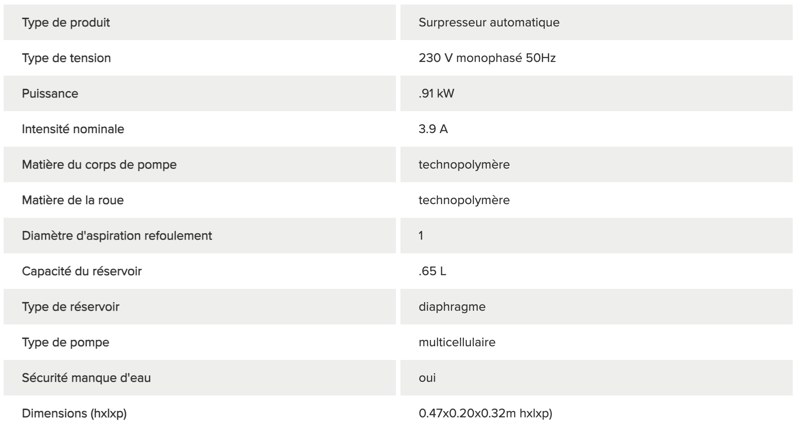 Type de produit Surpresseur automatique
Type de tension 230 V monophasé 50Hz
Puissance .91 kW
Intensité nominale 3.9 A
Matière du corps de pompe technopolymère
Matière de la roue technopolymère
Diamètre d'aspiration refoulement 1
Capacité du réservoir .65 L
Type de réservoir diaphragme
Type de pompe multicellulaire
Sécurité manque d'eau oui
Dimensions (hxlxp) 0.47x0.20x0.32m hxlxp)